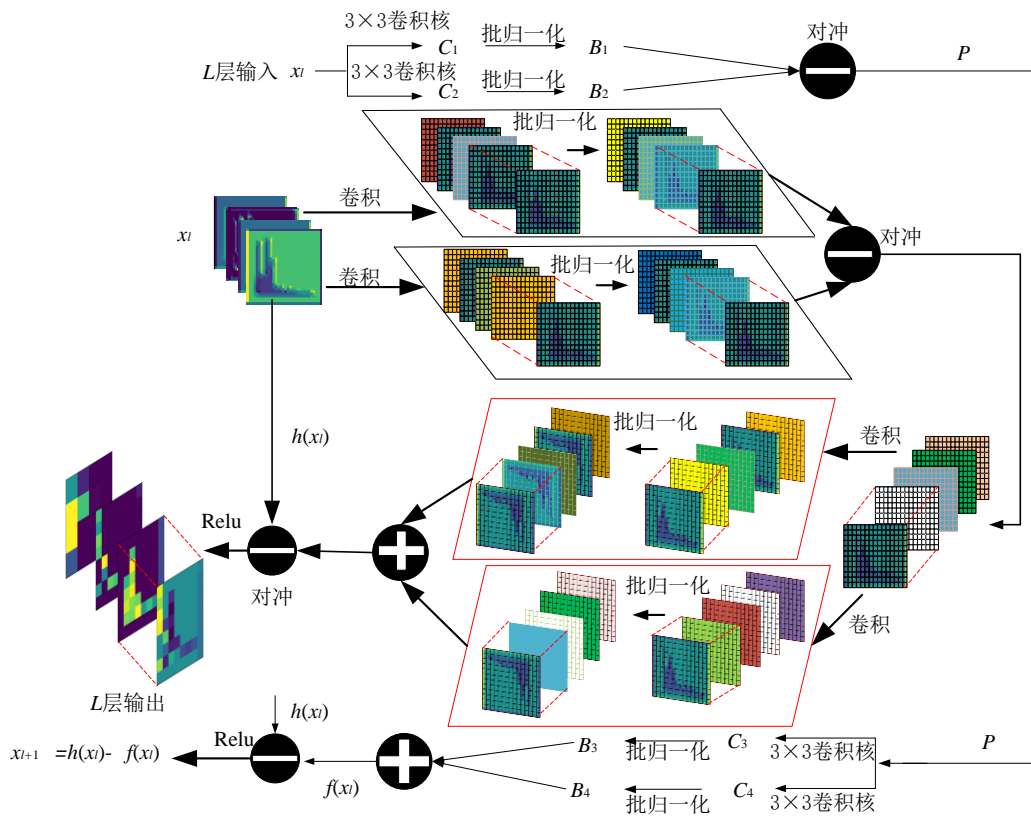 3×3卷积核
L层输入 xl
C1
批归一化
B1
对冲
P
3×3卷积核
C2
批归一化
B2
批归一化
xl
卷积
对冲
卷积
批归一化
h(xl)
批归一化
卷积
Relu
对冲
批归一化
卷积
L层输出
h(xl)
xl+1 =h(xl)- f(xl)
Relu
f(xl)
B3
批归一化
C3
3×3卷积核
P
B4
批归一化
C4
3×3卷积核